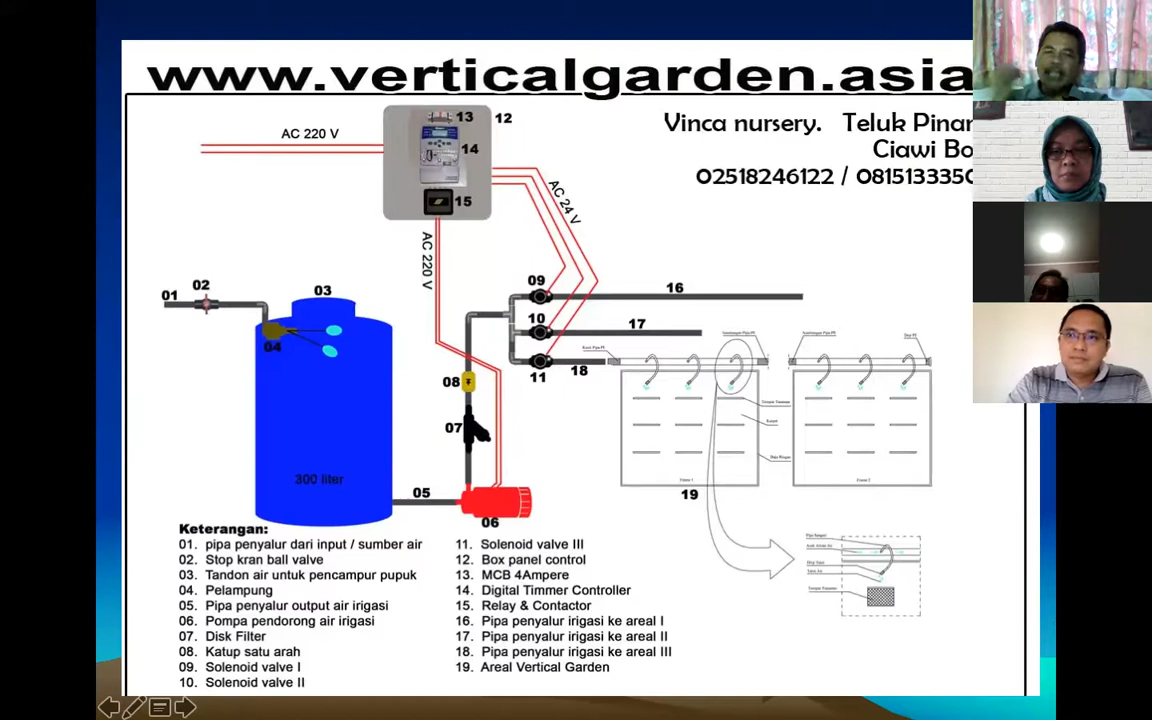 www.verticalgarden.asia
Vinca nursery. Teluk Pinan
Ciawi Bo
02518246122 / 081513335
AC 220 V
13
12
14
15
AC 24 V
AC 220 V
01
02
03
04
09
10
11
16
17
18
08
07
05
06
300 liter
19
Frame 1
Frame 2
Keterangan:
01. pipa penyalur dari input / sumber air
02. Stop kran ball valve
03. Tandon air untuk pencampur pupuk
04. Pelampung
05. Pipa penyalur output air irigasi
06. Pompa pendorong air irigasi
07. Disk Filter
08. Katup satu arah
09. Solenoid valve I
10. Solenoid valve II
11. Solenoid valve III
12. Box panel control
13. MCB 4Ampere
14. Digital Timmer Controller
15. Relay & Contactor
16. Pipa penyalur irigasi ke areal I
17. Pipa penyalur irigasi ke areal II
18. Pipa penyalur irigasi ke areal III
19. Areal Vertical Garden